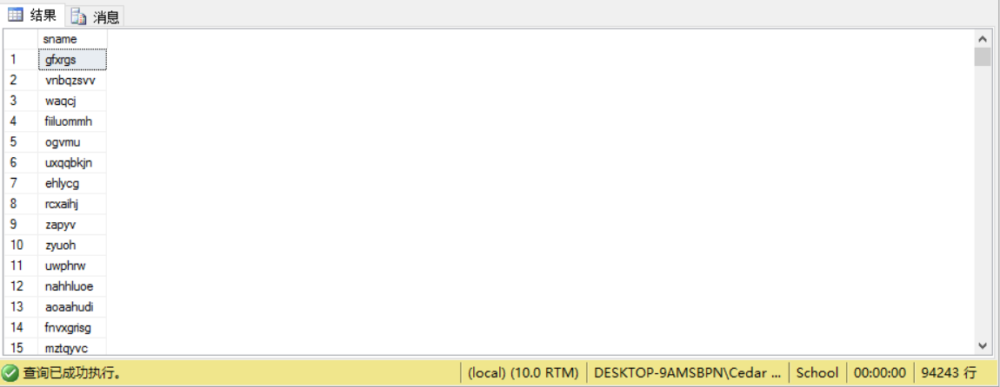 结果 消息
sname
1 gfxrgs
2 vnbqzsvv
3 waqcj
4 fiiluommh
5 ogvmu
6 uxqqbkjn
7 ehlycg
8 rcxaihj
9 zapyv
10 zyuoh
11 uwphrw
12 nahhluoe
13 aoaahudi
14 fnvxgrisg
15 mztqyvc
查询已成功执行。 (local) (10.0 RTM) DESKTOP-9AMSBPN\Cedar ... School 00:00:00 94243 行